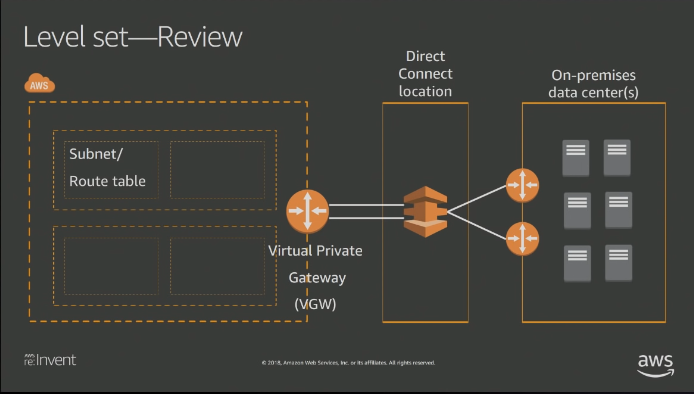 Level set—Review
AWS
Subnet/
Route table
Virtual Private
Gateway
(VGW)
Direct
Connect
location
On-premises
data center(s)
AWS
re:Invent
© 2018, Amazon Web Services, Inc. or its affiliates. All rights reserved.
aws